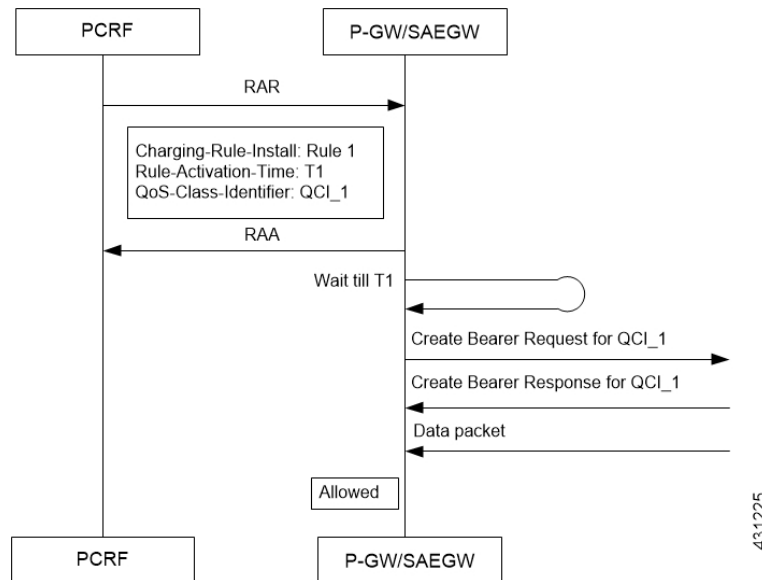 PCRF
P-GW/SAEGW
RAR
Charging-Rule-Install: Rule 1
Rule-Activation-Time: T1
QoS-Class-Identifier: QCI_1
RAA
Wait till T1
Create Bearer Request for QCI_1
Create Bearer Response for QCI_1
Data packet
Allowed
PCRF
P-GW/SAEGW
431225